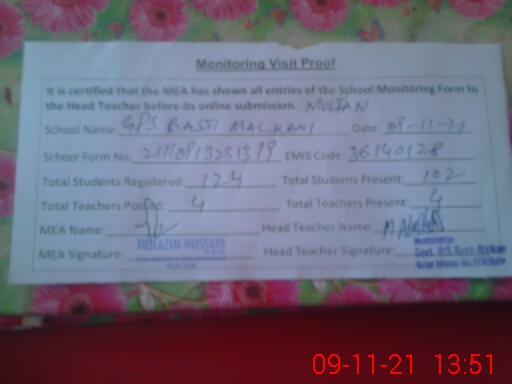 Monitoring Visit Proof
It is certified that the MEA has shown all entries of the School Monitoring Form to
the Head Teacher before its online submission. MULTAN
School Name: GPS BASTI MALKANI Date: 09-11-21
School Form No: EMIS Code: 36140128
Total Students Registered: 124 Total Students Present: 102
Total Teachers Posted: 4 Total Teachers Present: 4
MEA Name: Head Teacher Name:
MULAZIM HUSSAIN
MEA Signature: Head Teacher Signature:
09-11-21 13:51